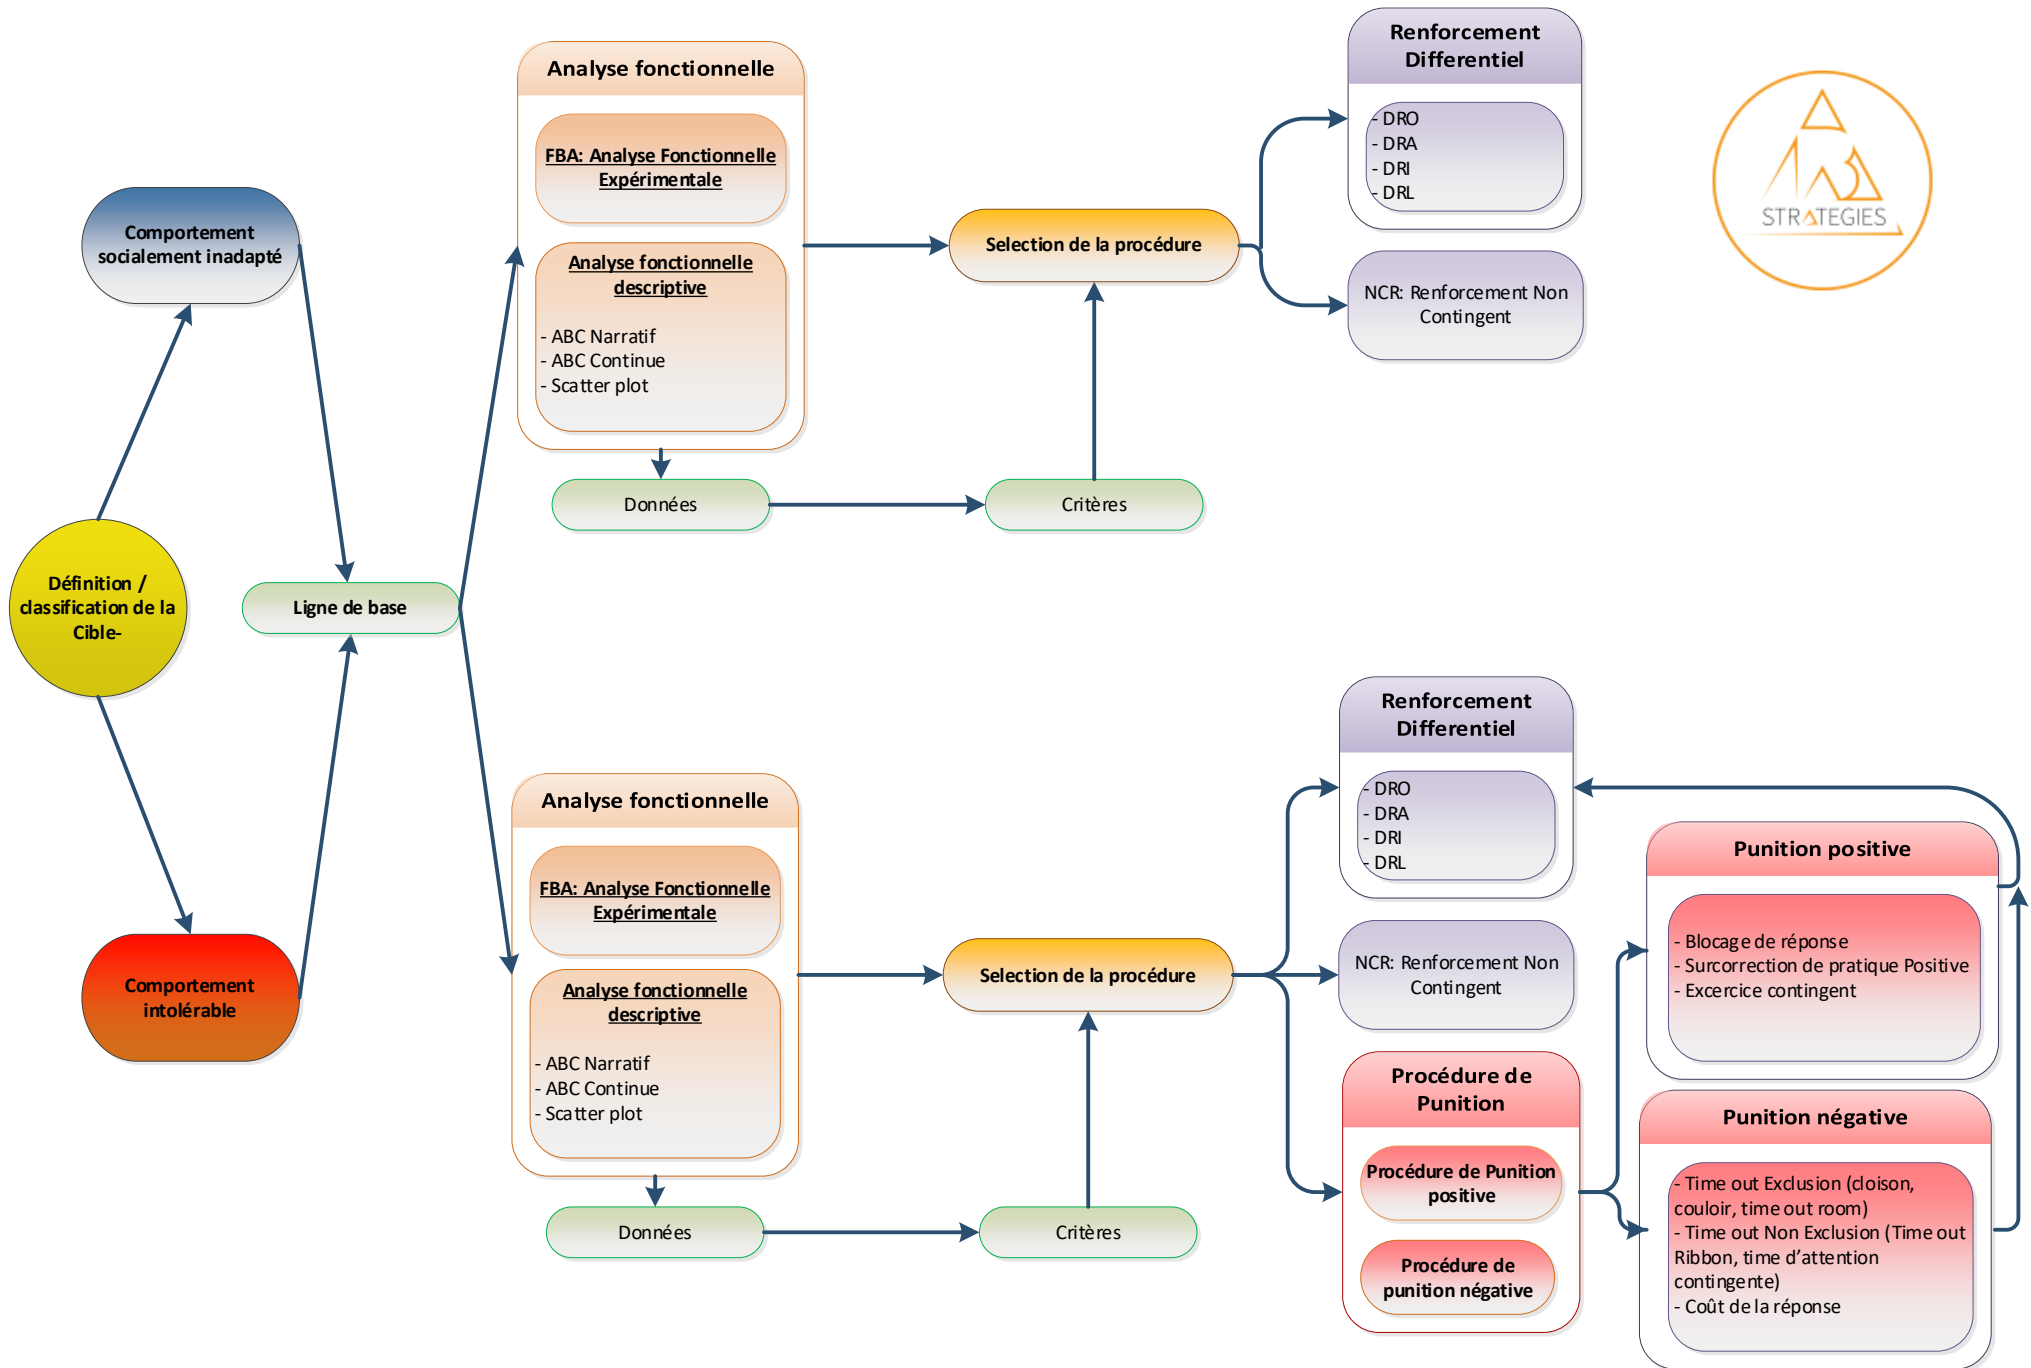 Définition /
classification de la
Cible-
Comportement
socialement inadapté
Comportement
intolérable
Ligne de base
Analyse fonctionnelle
FBA: Analyse Fonctionnelle
Expérimentale
Analyse fonctionnelle
descriptive
- ABC Narratif
- ABC Continue
- Scatter plot
Données
Critères
Selection de la procédure
Renforcement
Differentiel
- DRO
- DRA
- DRI
- DRL
NCR: Renforcement Non
Contingent
ABA
STRATEGIES
Analyse fonctionnelle
FBA: Analyse Fonctionnelle
Expérimentale
Analyse fonctionnelle
descriptive
- ABC Narratif
- ABC Continue
- Scatter plot
Données
Critères
Selection de la procédure
Renforcement
Differentiel
- DRO
- DRA
- DRI
- DRL
NCR: Renforcement Non
Contingent
Procédure de
Punition
Procédure de Punition
positive
Procédure de
punition négative
Punition positive
- Blocage de réponse
- Surcorrection de pratique Positive
- Excercice contingent
Punition négative
- Time out Exclusion (cloison,
couloir, time out room)
- Time out Non Exclusion (Time out
Ribbon, time d’attention
contingente)
- Coût de la réponse